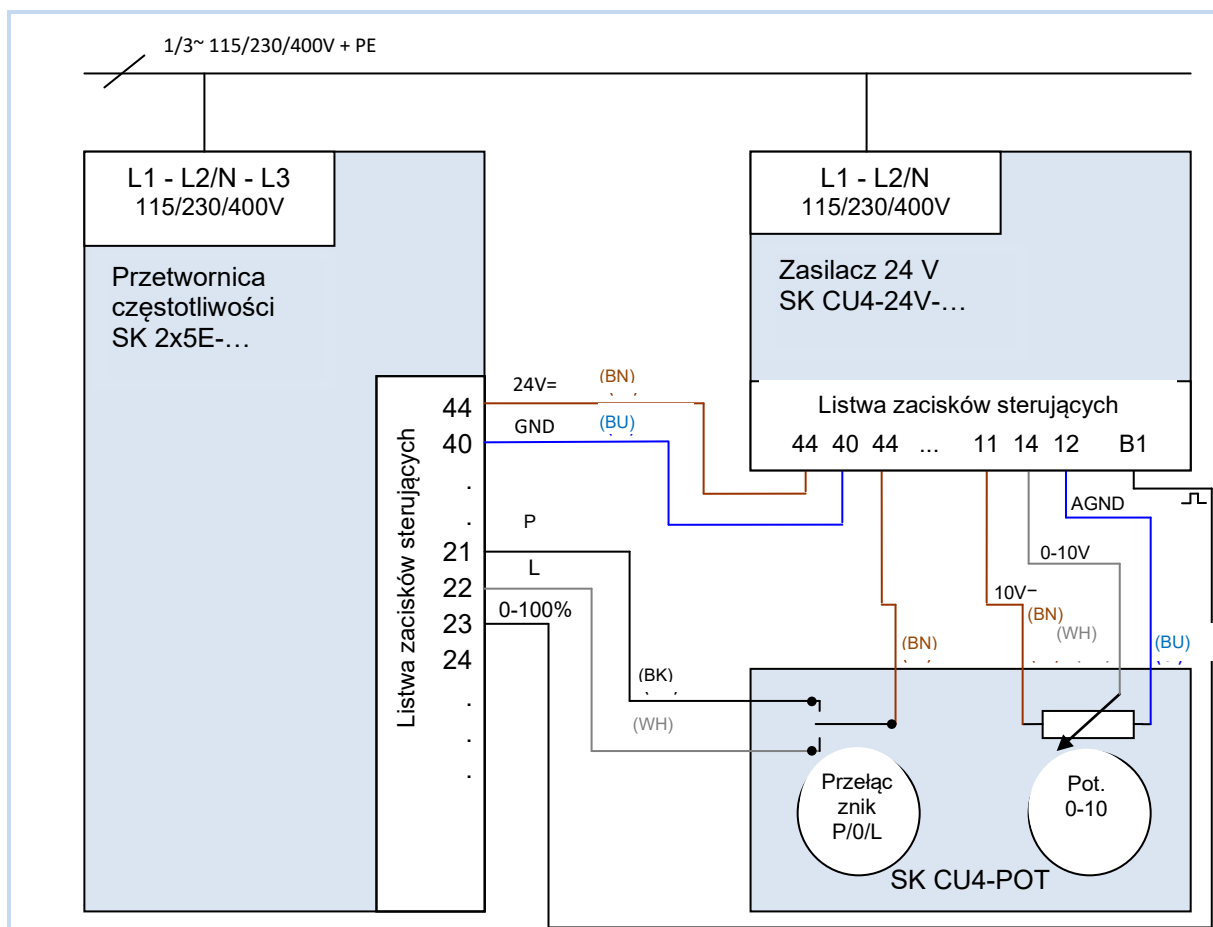 1/3~ 115/230/400V + PE
L1 - L2/N - L3
115/230/400V
Przetwornica
częstotliwości
SK 2x5E-…
L1 - L2/N
115/230/400V
Zasilacz 24 V
SK CU4-24V-…
Listwa zacisków sterujących
44 40 44 ... 11 14 12 B1
Listwa zacisków sterujących
44
40
.
.
21
22
23
24
.
.
.
24V=
(BN)
GND
(BU)
P
L
0-100%
(BK)
(WH)
(BN)
AGND
0-10V
10V-
(BN)
(WH)
(BU)
Przełąc
znik
P/0/L
Pot.
0-10
SK CU4-POT